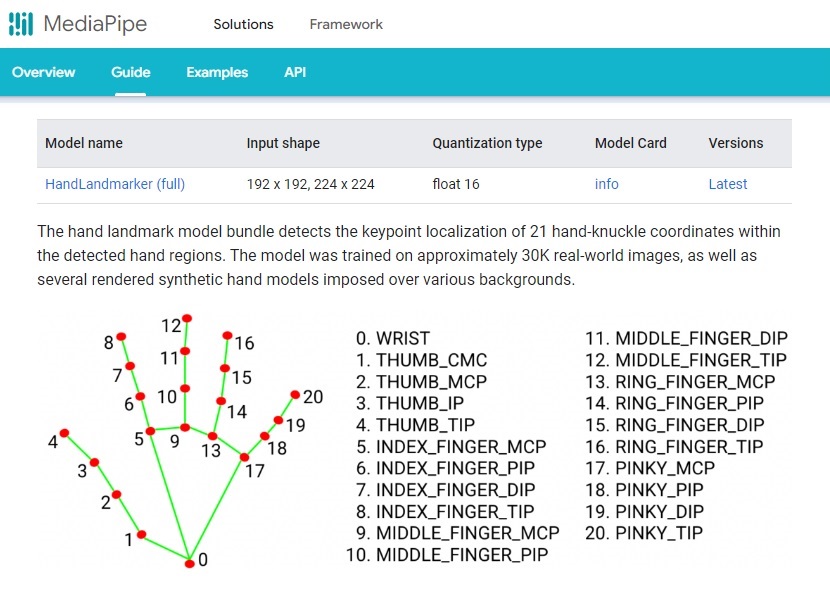 MediaPipe Solutions Framework
Overview Guide Examples API
Model name Input shape Quantization type Model Card Versions
HandLandmarker (full) 192 x 192, 224 x 224 float 16 info Latest
The hand landmark model bundle detects the keypoint localization of 21 hand-knuckle coordinates within
the detected hand regions. The model was trained on approximately 30K real-world images, as well as
several rendered synthetic hand models imposed over various backgrounds.
12
8
16
11
7
15
6
10
14
20
5
9
13
19
18
4
3
17
2
1
0
0. WRIST
1. THUMB_CMC
2. THUMB_MCP
3. THUMB_IP
4. THUMB_TIP
5. INDEX_FINGER_MCP
6. INDEX_FINGER_PIP
7. INDEX_FINGER_DIP
8. INDEX_FINGER_TIP
9. MIDDLE_FINGER_MCP
10. MIDDLE_FINGER_PIP
11. MIDDLE_FINGER_DIP
12. MIDDLE_FINGER_TIP
13. RING_FINGER_MCP
14. RING_FINGER_PIP
15. RING_FINGER_DIP
16. RING_FINGER_TIP
17. PINKY_MCP
18. PINKY_PIP
19. PINKY_DIP
20. PINKY_TIP